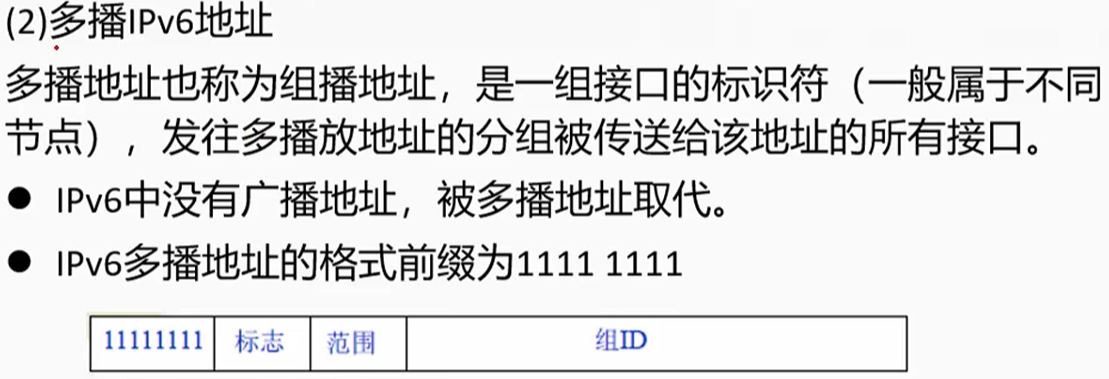 (2)多播IPv6地址
多播地址也称为组播地址，是一组接口的标识符（一般属于不同
节点），发往多播放地址的分组被传送给该地址的所有接口。
● IPv6中没有广播地址，被多播地址取代。
● IPv6多播地址的格式前缀为1111 1111
11111111 标志 范围 组ID